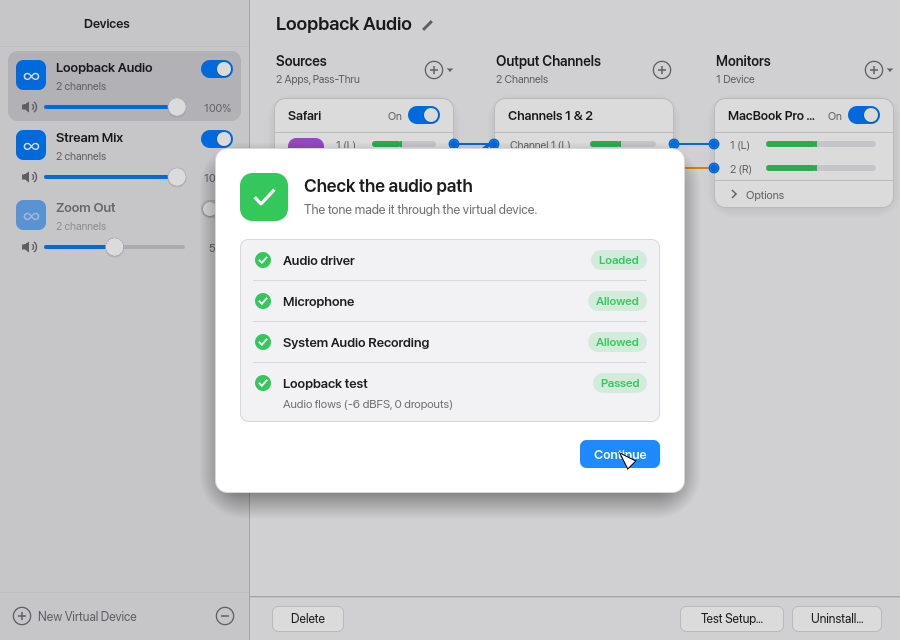 Devices
Loopback Audio
2 channels
100%
Stream Mix
2 channels
Zoom Out
2 channels
New Virtual Device
Loopback Audio
Sources
2 Apps, Pass-Thru
Output Channels
2 Channels
Monitors
1 Device
Safari
On
1 (L)
Channels 1 & 2
Channel 1 (L)
MacBook Pro ...
On
1 (L)
2 (R)
Options
Check the audio path
The tone made it through the virtual device.
Audio driver
Loaded
Microphone
Allowed
System Audio Recording
Allowed
Loopback test
Passed
Audio flows (-6 dBFS, 0 dropouts)
Continue
Delete
Test Setup...
Uninstall...